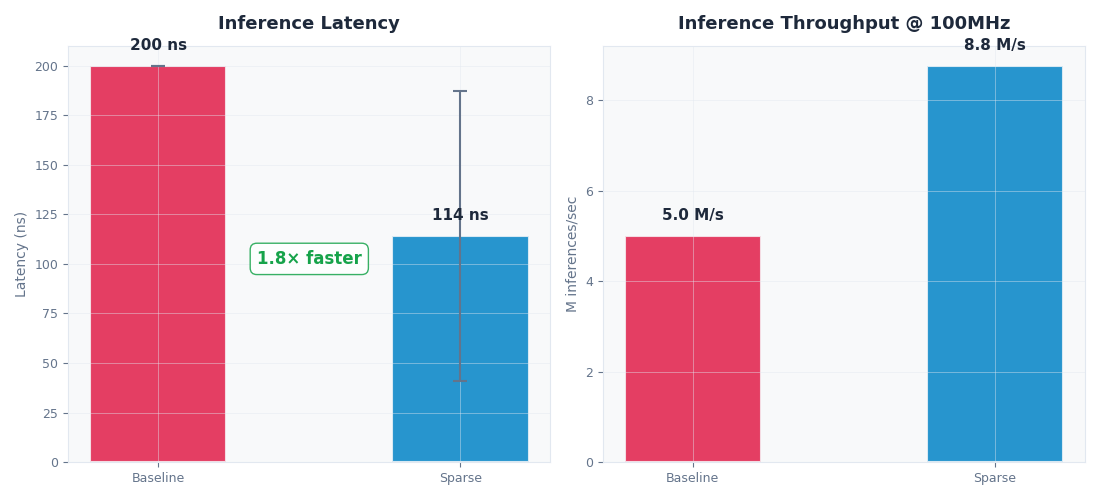 Inference Latency
200 ns
200
175
150
125
100
75
50
25
0
Latency (ns)
114 ns
1.8× faster
Baseline
Sparse
Inference Throughput @ 100MHz
8.8 M/s
5.0 M/s
8
6
4
2
0
M inferences/sec
Baseline
Sparse